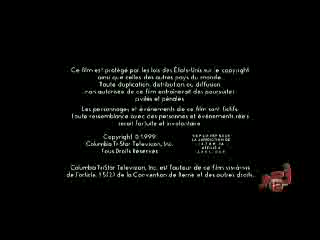 Ce film est protégé par les lois des États-Unis sur le copyright
ainsi que celles des autres pays du monde.
Toute duplication, distribution ou diffusion
non autorisée de ce film entraînerait des poursuites
civiles et pénales.
Les personnages et événements de ce film sont fictifs.
Toute ressemblance avec des personnes et événements réels
serait fortuite et involontaire.
Copyright © 1999
Columbia TriStar Television, Inc.
Tous Droits Réservés
Columbia TriStar Television, Inc. est l'auteur de ce film
de l'article 15(2) de la Convention de Berne et des autres droits.